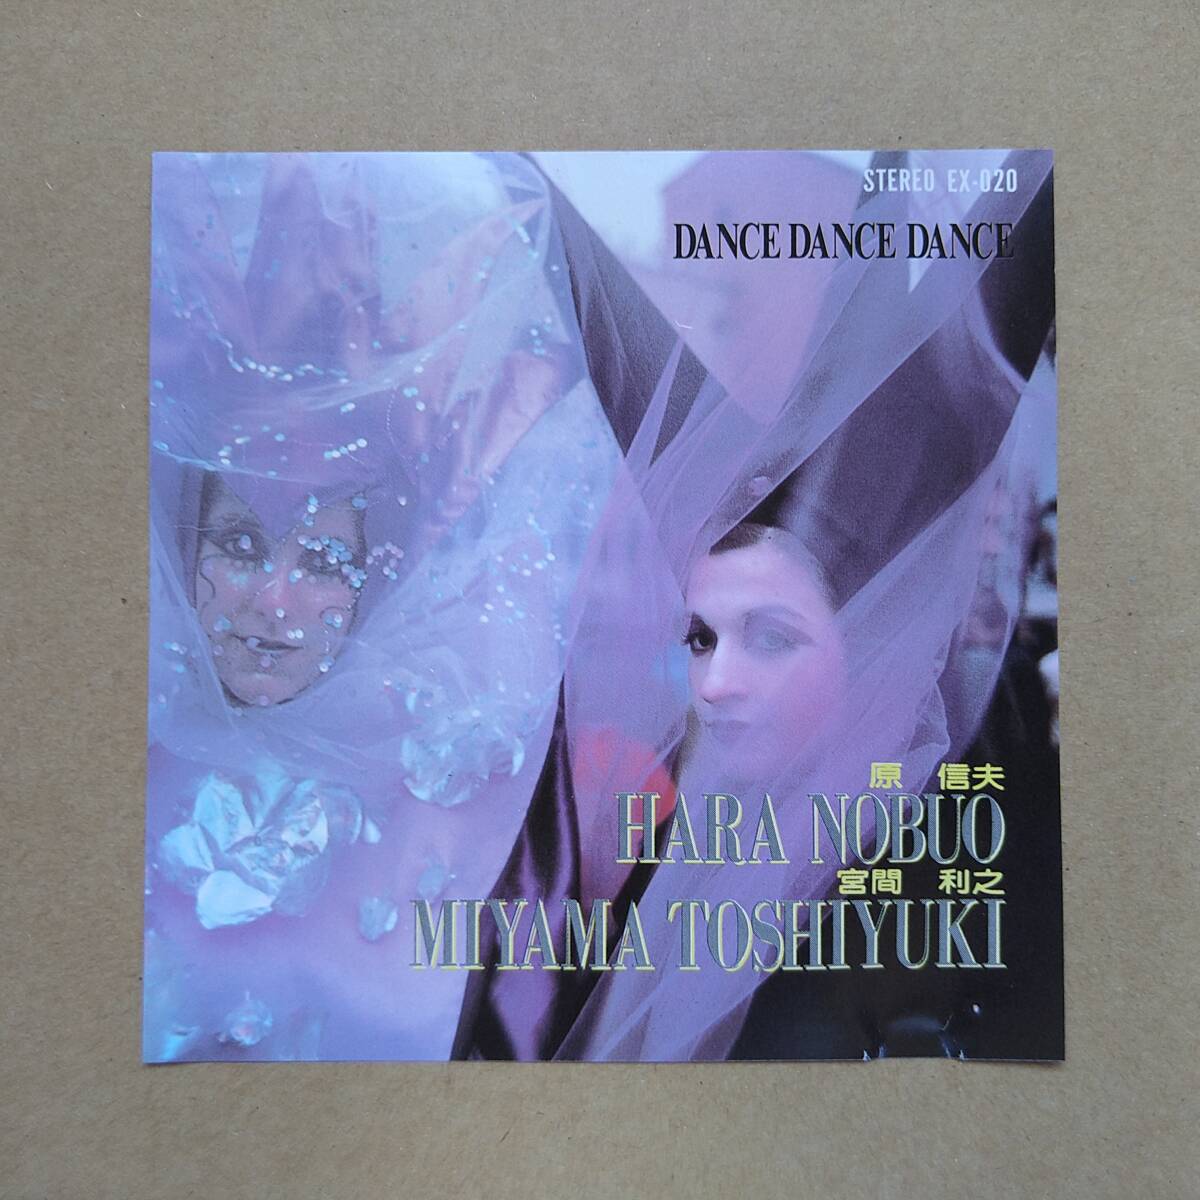 STEREO EX-020
DANCE DANCE DANCE
原 信夫
HARA NOBUO
宮間 利之
MIYAMA TOSHIYUKI